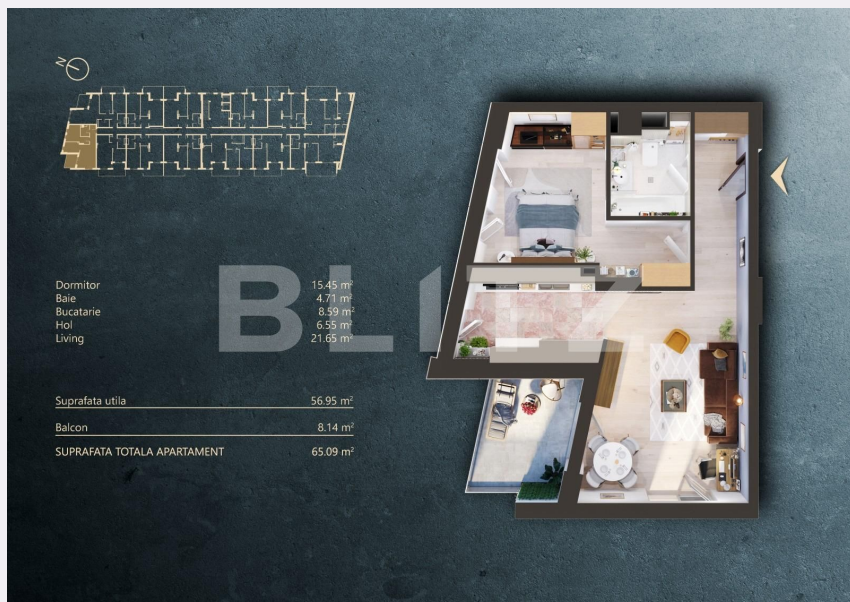 N
Dormitor 15.45 m²
Baie 4.71 m²
Bucatarie 8.59 m²
Hol 6.55 m²
Living 21.65 m²
BLITZ
Suprafata utila 56.95 m²
Balcon 8.14 m²
SUPRAFATA TOTALA APARTAMENT 65.09 m²